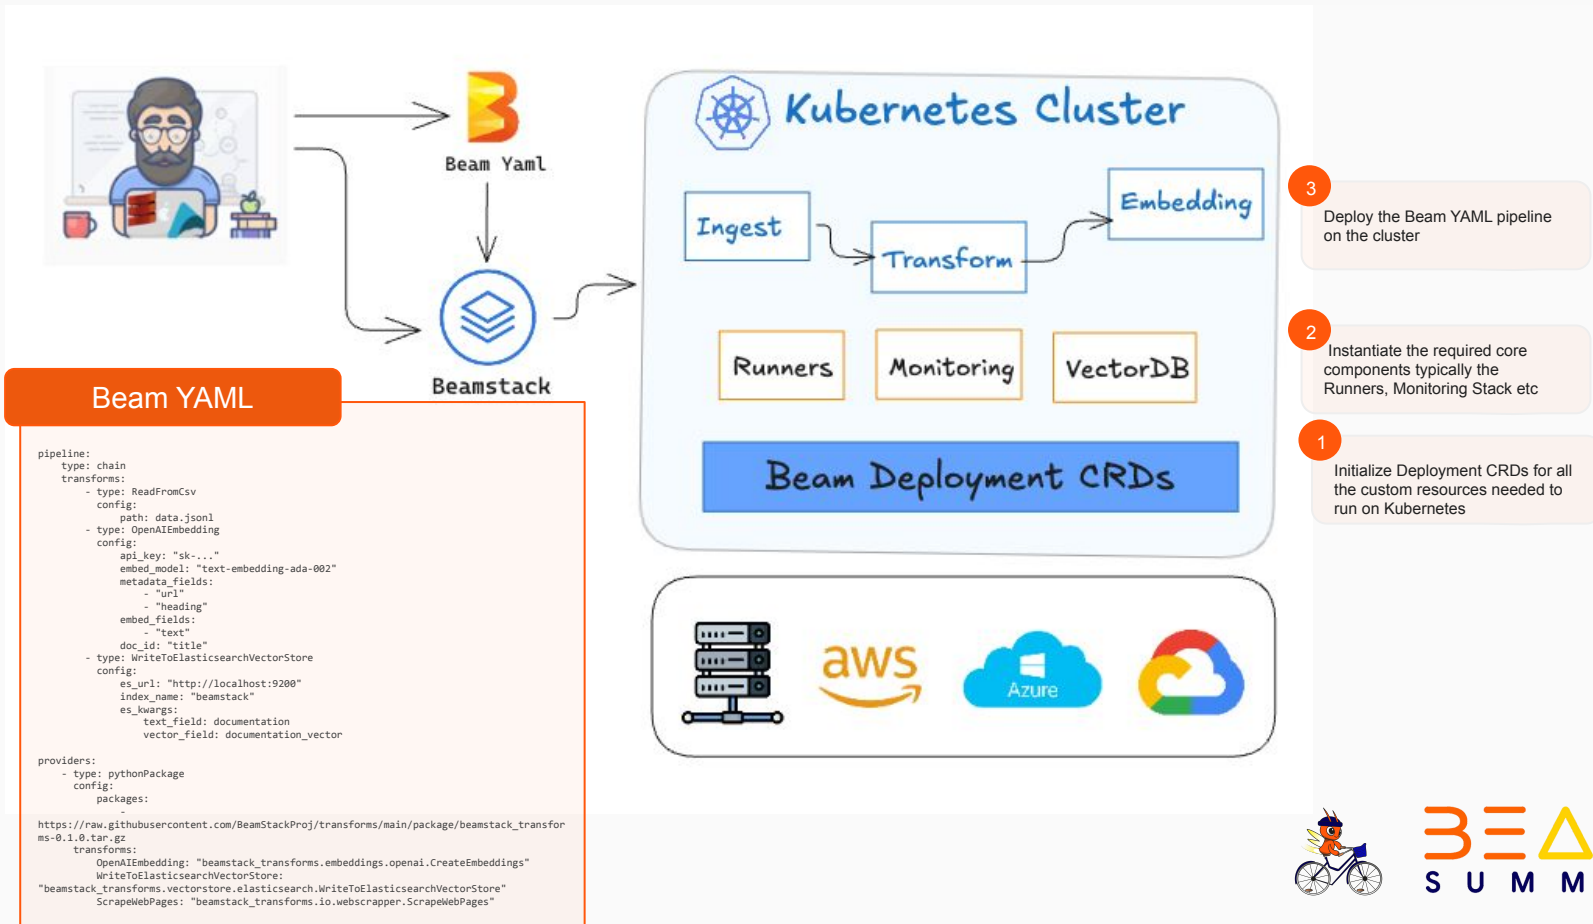 Beam Yaml
Beamstack
Kubernetes Cluster
Ingest
Transform
Embedding
Runners
Monitoring
VectorDB
Beam Deployment CRDs
aws
Azure
3
Deploy the Beam YAML pipeline
on the cluster
2
Instantiate the required core
components typically the
Runners, Monitoring Stack etc
1
Initialize Deployment CRDs for all
the custom resources needed to
run on Kubernetes
Beam YAML
pipeline:
    type: chain
    transforms:
        - type: ReadFromCsv
          config:
              path: data.jsonl
        - type: OpenAIEmbedding
          config:
              api_key: "sk-..."
              embed_model: "text-embedding-ada-002"
              metadata_fields:
                  - "url"
                  - "heading"
              embed_fields:
                  - "text"
              doc_id: "title"
        - type: WriteToElasticsearchVectorStore
          config:
              es_url: "http://localhost:9200"
              index_name: "beamstack"
              es_kwargs:
                  text_field: documentation
                  vector_field: documentation_vector
providers:
    - type: pythonPackage
      config:
          packages:
              -
https://raw.githubusercontent.com/BeamStackProj/transforms/main/package/beamstack_transfor
ms-0.1.0.tar.gz
      transforms:
          OpenAIEmbedding: "beamstack_transforms.embeddings.openai.CreateEmbeddings"
          WriteToElasticsearchVectorStore:
"beamstack_transforms.vectorstore.elasticsearch.WriteToElasticsearchVectorStore"
          ScrapeWebPages: "beamstack_transforms.io.webscrapper.ScrapeWebPages"
BEA
SUMM